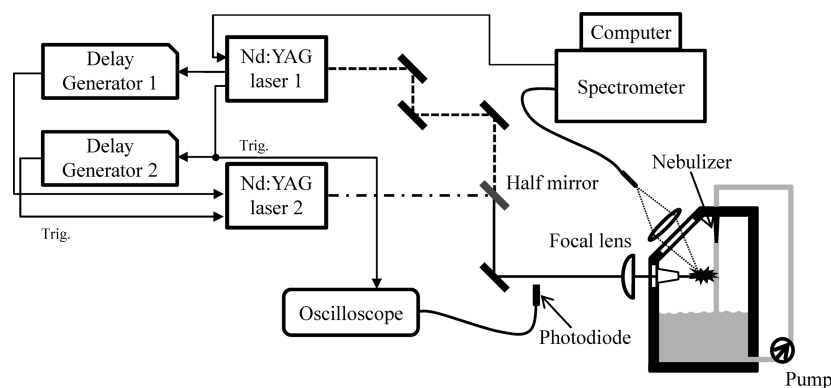 Computer
Delay
Generator 1
Nd:YAG
laser 1
Spectrometer
Delay
Generator 2
Trig.
Nebulizer
Nd:YAG
laser 2
Half mirror
Trig.
Focal lens
Oscilloscope
Photodiode
Pump